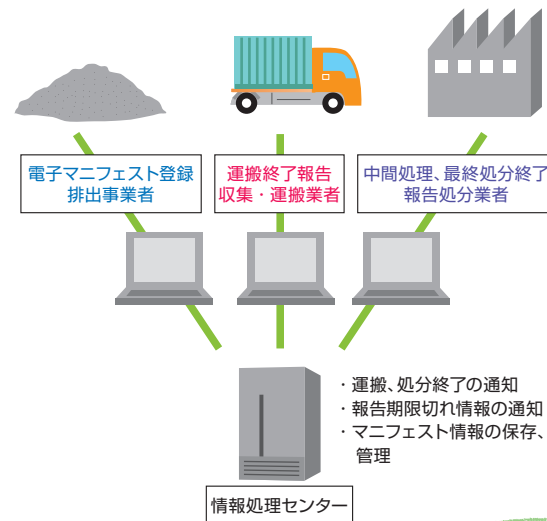 電子マニフェスト登録
排出事業者
運搬終了報告
収集・運搬業者
中間処理、最終処分終了
報告処分業者
・運搬、処分終了の通知
・報告期限切れ情報の通知
・マニフェスト情報の保存、
管理
情報処理センター